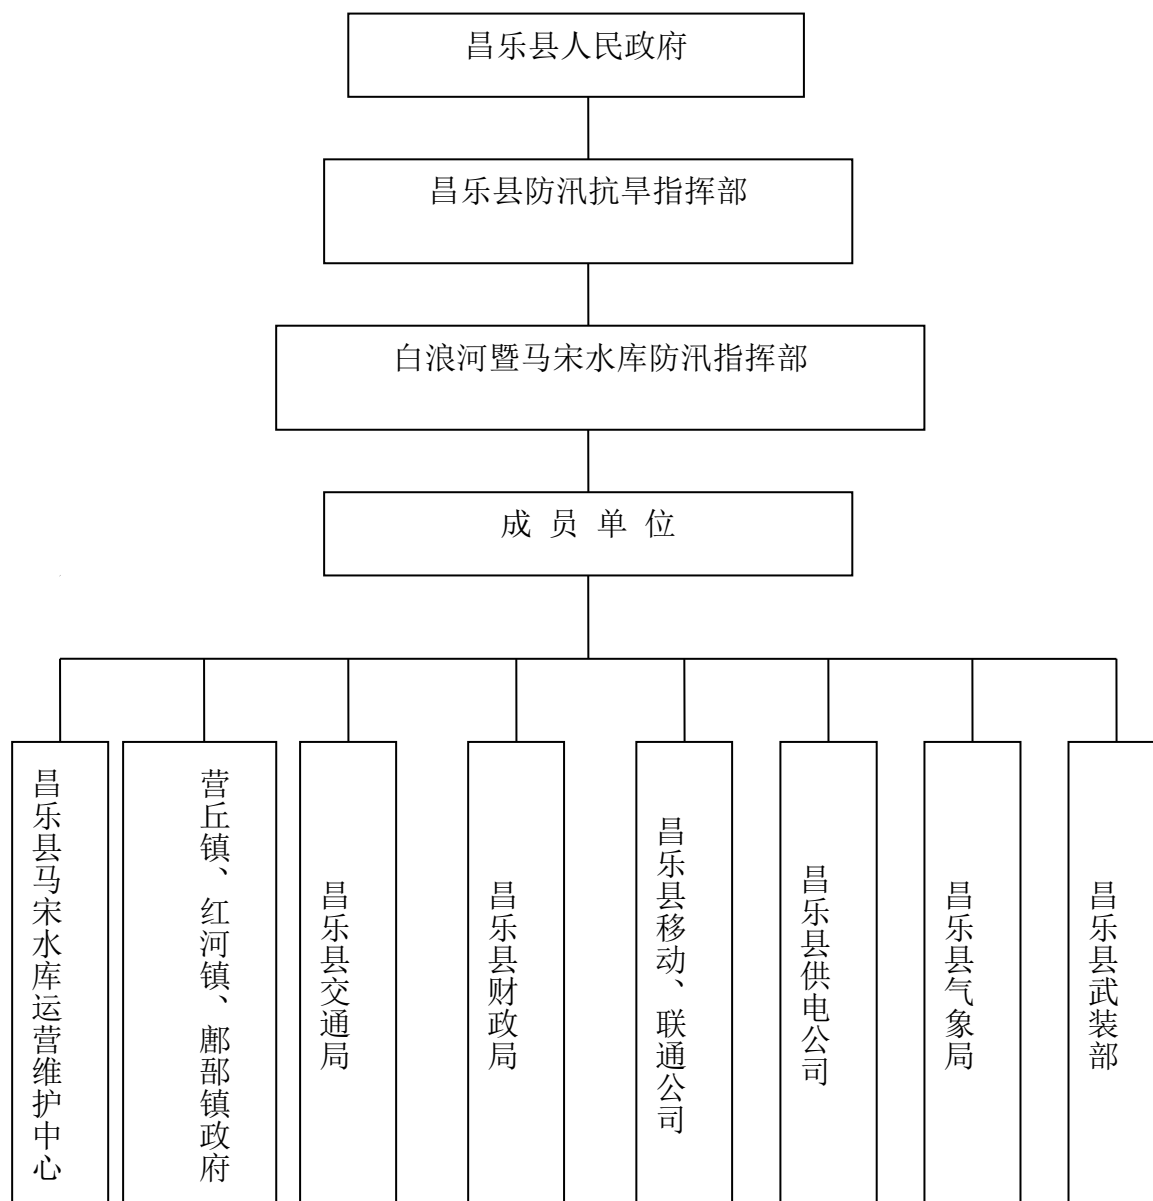 昌乐县人民政府
昌乐县防汛抗旱指挥部
白浪河暨马宋水库防汛指挥部
成 员 单 位
昌乐县马宋水库运营维护中心
营丘镇、红河镇、鄌郚镇政府
昌乐县交通局
昌乐县财政局
昌乐县移动、联通公司
昌乐县供电公司
昌乐县气象局
昌乐县武装部